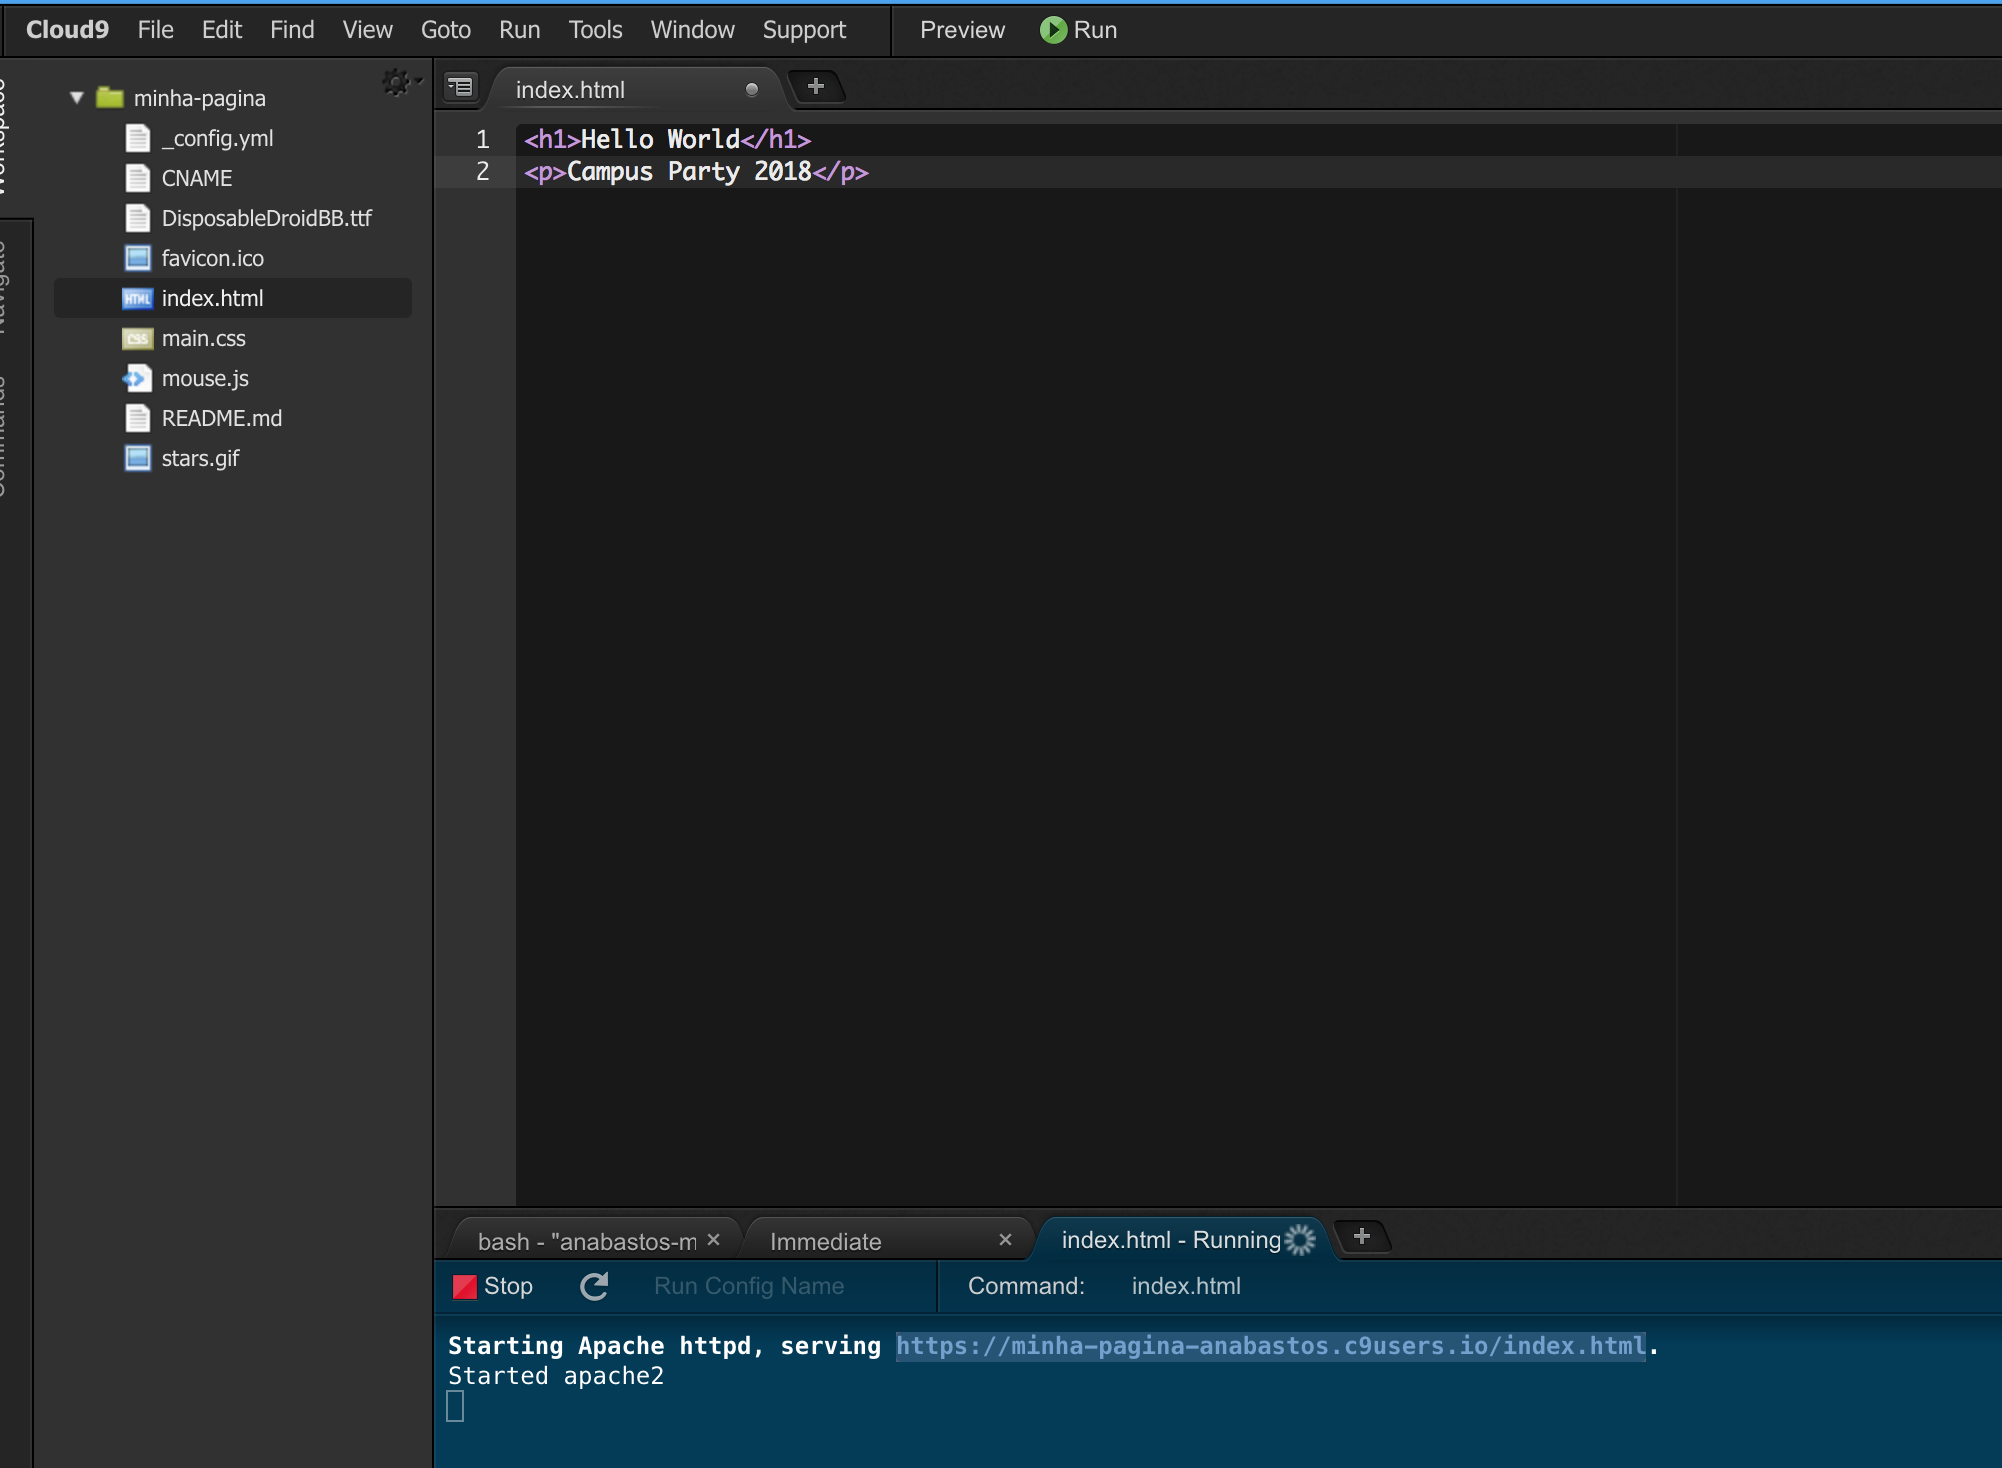 Cloud9 File Edit Find View Goto Run Tools Window Support Preview Run
Workspace
Navigate
Commands
minha-pagina
_config.yml
CNAME
DisposableDroidBB.ttf
favicon.ico
HTML index.html
CSS main.css
mouse.js
README.md
stars.gif
index.html
1 <h1>Hello World</h1>
2 <p>Campus Party 2018</p>
bash - "anabastos-m Immediate index.html - Running
Stop Run Config Name Command: index.html
Starting Apache httpd, serving https://minha-pagina-anabastos.c9users.io/index.html.
Started apache2